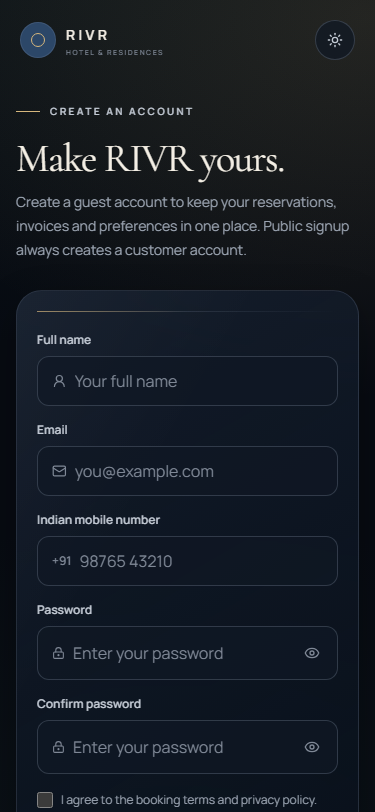 RIVR
HOTEL & RESIDENCES
CREATE AN ACCOUNT
Make RIVR yours.
Create a guest account to keep your reservations,
invoices and preferences in one place. Public signup
always creates a customer account.
Full name
Your full name
Email
you@example.com
Indian mobile number
+91 98765 43210
Password
Enter your password
Confirm password
Enter your password
I agree to the booking terms and privacy policy.